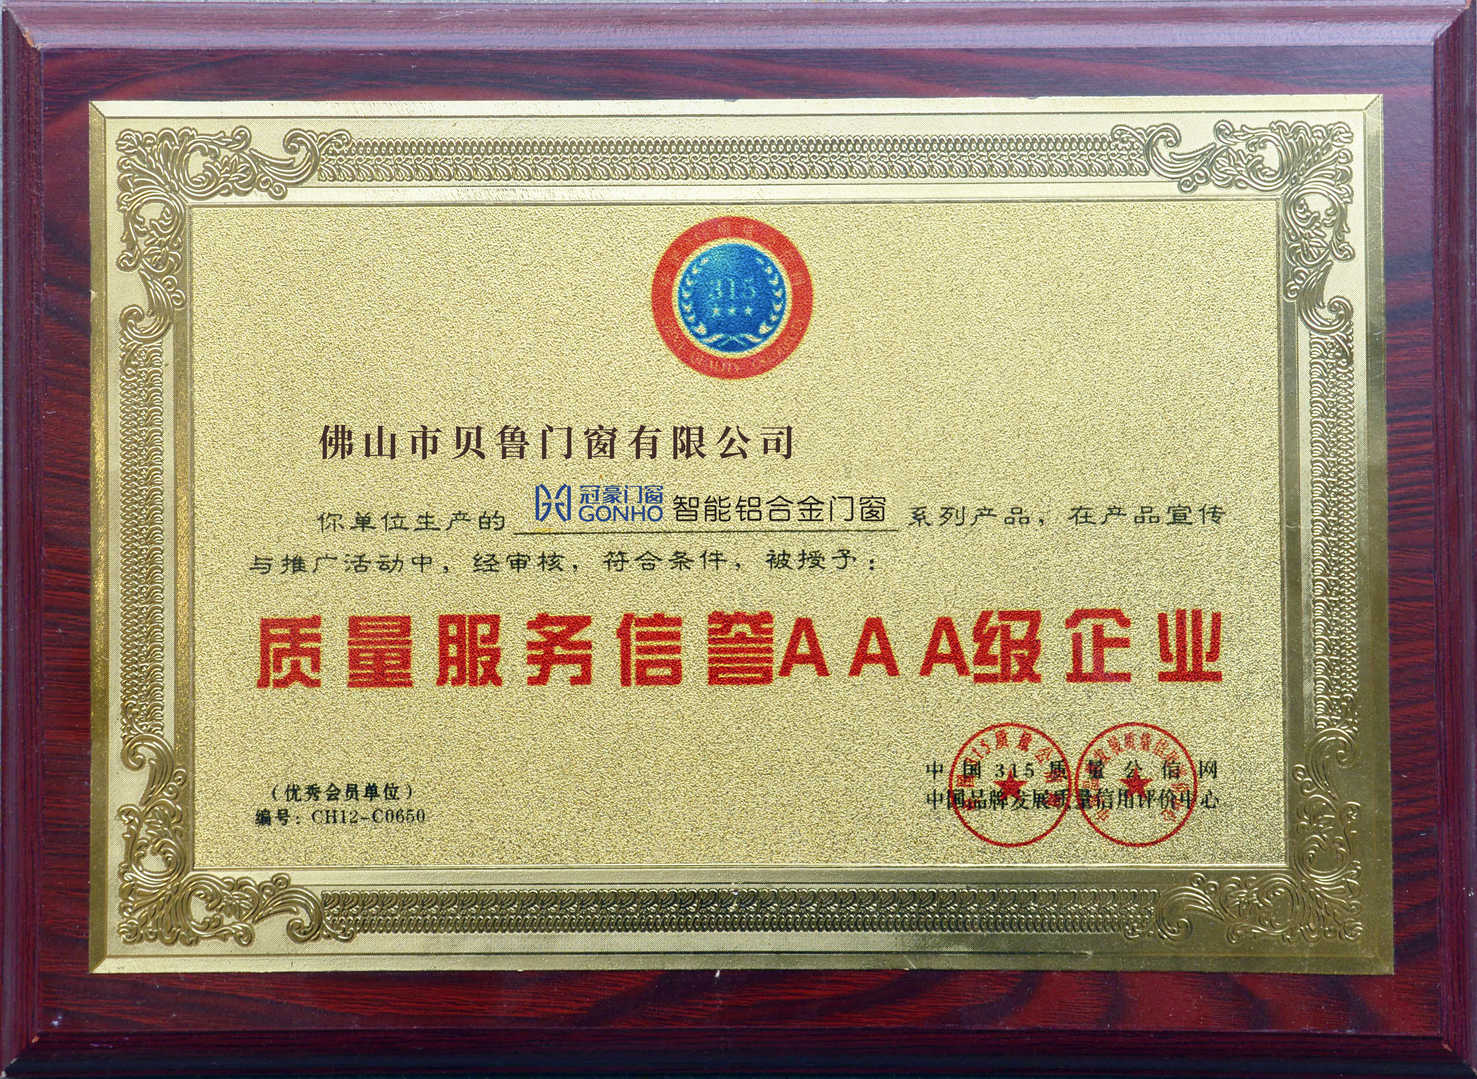 315
佛山市贝鲁门窗有限公司
你单位生产的 冠豪门窗 GONHO 智能铝合金门窗 系列产品，在产品宣传
与推广活动中，经审核，符合条件，被授予：
质量服务信誉AAA级企业
（优秀会员单位）
编号：CH12-C0650
中国315质量公信网
中国品牌发展质量信用评价中心